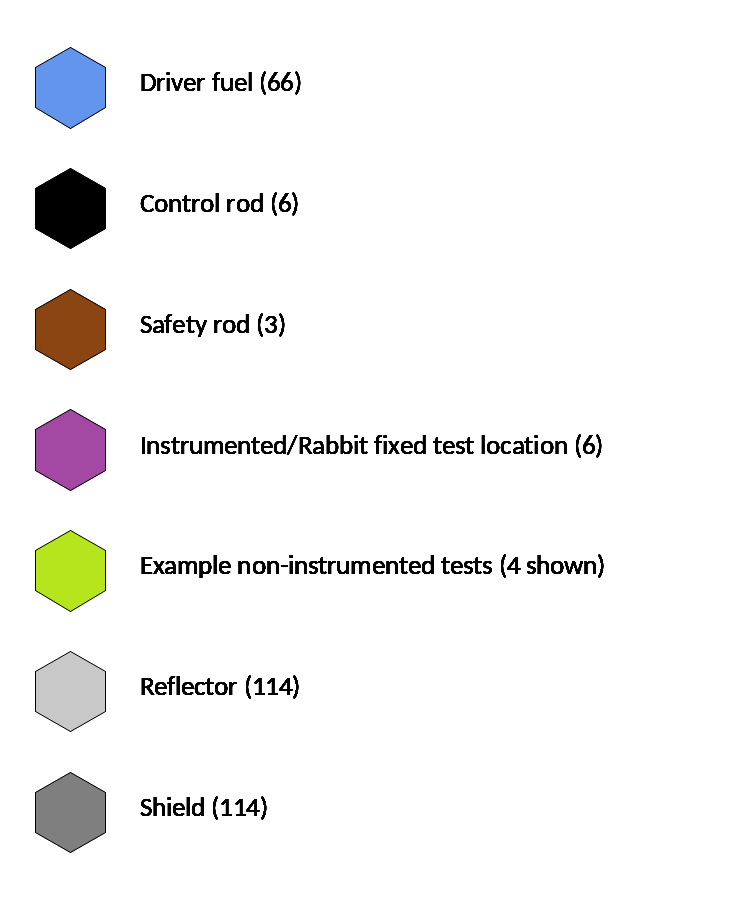 Driver fuel (66)
Control rod (6)
Safety rod (3)
Instrumented/Rabbit fixed test location (6)
Example non-instrumented tests (4 shown)
Reflector (114)
Shield (114)